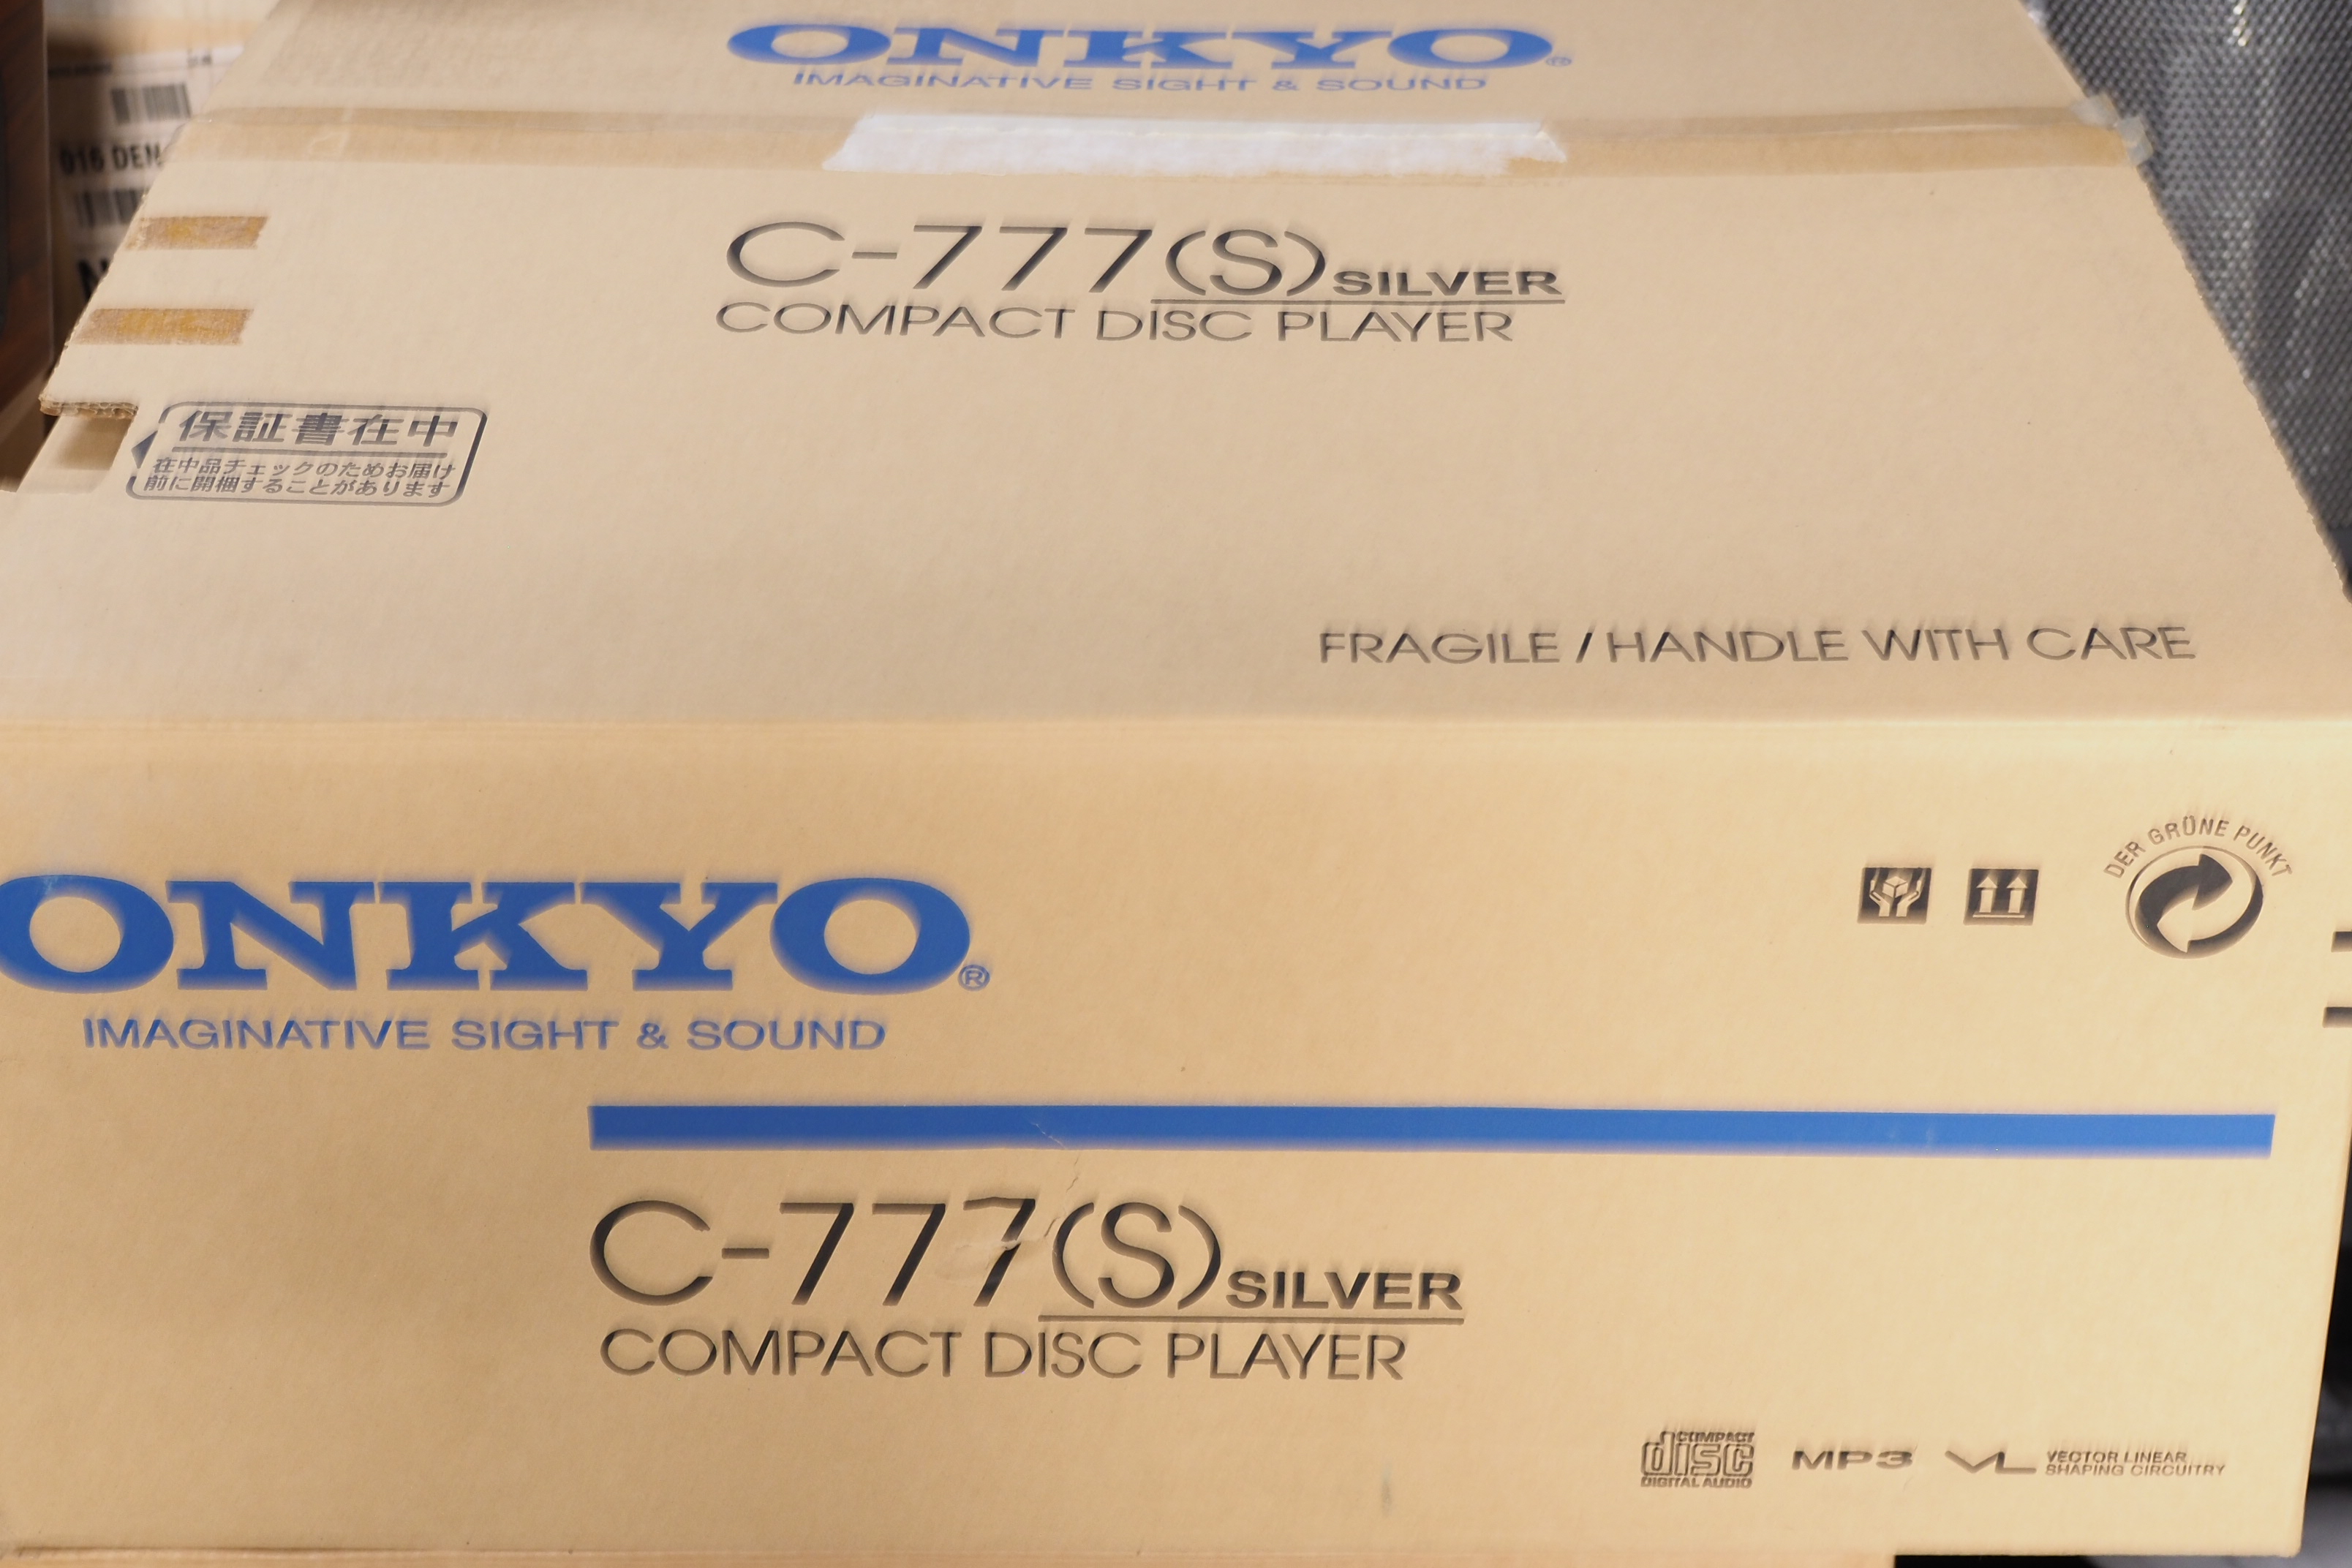 ONKYO®
IMAGINATIVE SIGHT & SOUND
016 DEN
C-777(S) SILVER
COMPACT DISC PLAYER
保証書在中
在中品チェックのためお届け
前に開梱することがあります
FRAGILE / HANDLE WITH CARE
DER GRÜNE PUNKT
ONKYO®
IMAGINATIVE SIGHT & SOUND
C-777(S) SILVER
COMPACT DISC PLAYER
COMPACT
disc
DIGITAL AUDIO
MP3
VL
VECTOR LINEAR
SHAPING CIRCUITRY